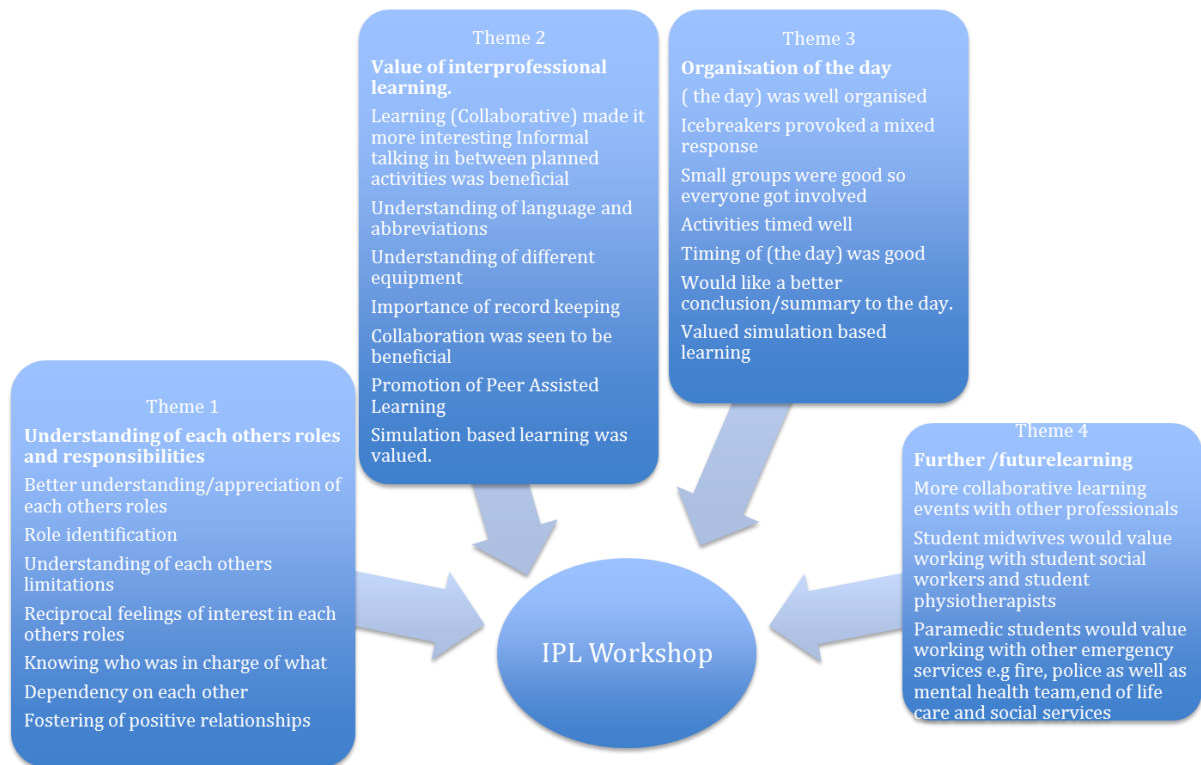 Theme 1
Understanding of each others roles
and responsibilities
Better understanding/appreciation of
each others roles
Role identification
Understanding of each others
limitations
Reciprocal feelings of interest in each
others roles
Knowing who was in charge of what
Dependency on each other
Fostering of positive relationships
Theme 2
Value of interprofessional
learning.
Learning (Collaborative) made it
more interesting Informal
talking in between planned
activities was beneficial
Understanding of language and
abbreviations
Understanding of different
equipment
Importance of record keeping
Collaboration was seen to be
beneficial
Promotion of Peer Assisted
Learning
Simulation based learning was
valued.
Theme 3
Organisation of the day
( the day) was well organised
Icebreakers provoked a mixed
response
Small groups were good so
everyone got involved
Activities timed well
Timing of (the day) was good
Would like a better
conclusion/summary to the day.
Valued simulation based
learning
Theme 4
Further /futurelearning
More collaborative learning
events with other professionals
Student midwives would value
working with student social
workers and student
physiotherapists
Paramedic students would value
working with other emergency
services e.g fire, police as well as
mental health team,end of life
care and social services
IPL Workshop